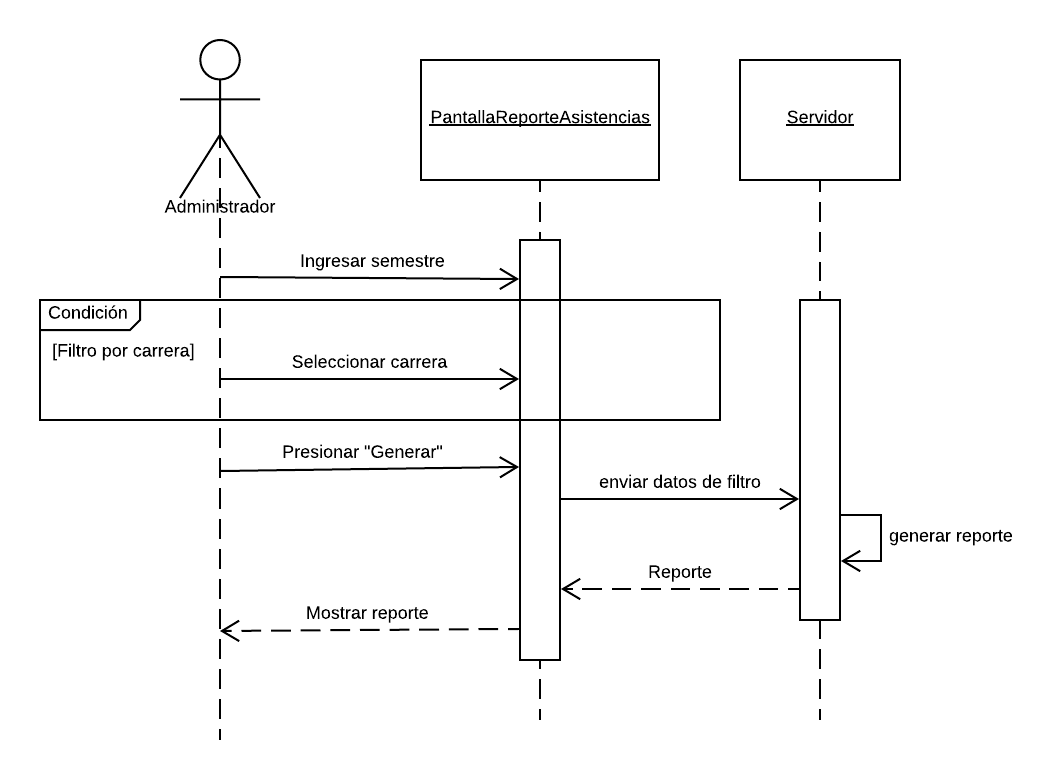 PantallaReporteAsistencias
Servidor
Administrador
Ingresar semestre
Condición
[Filtro por carrera]
Seleccionar carrera
Presionar "Generar"
enviar datos de filtro
generar reporte
Reporte
Mostrar reporte